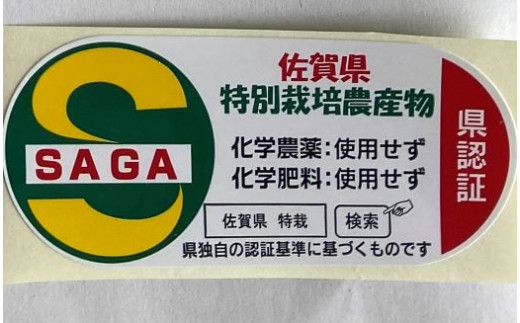 SAGA
佐賀県
特別栽培農産物
化学農薬:使用せず
化学肥料:使用せず
佐賀県 特栽 検索
県独自の認証基準に基づくものです
県認証